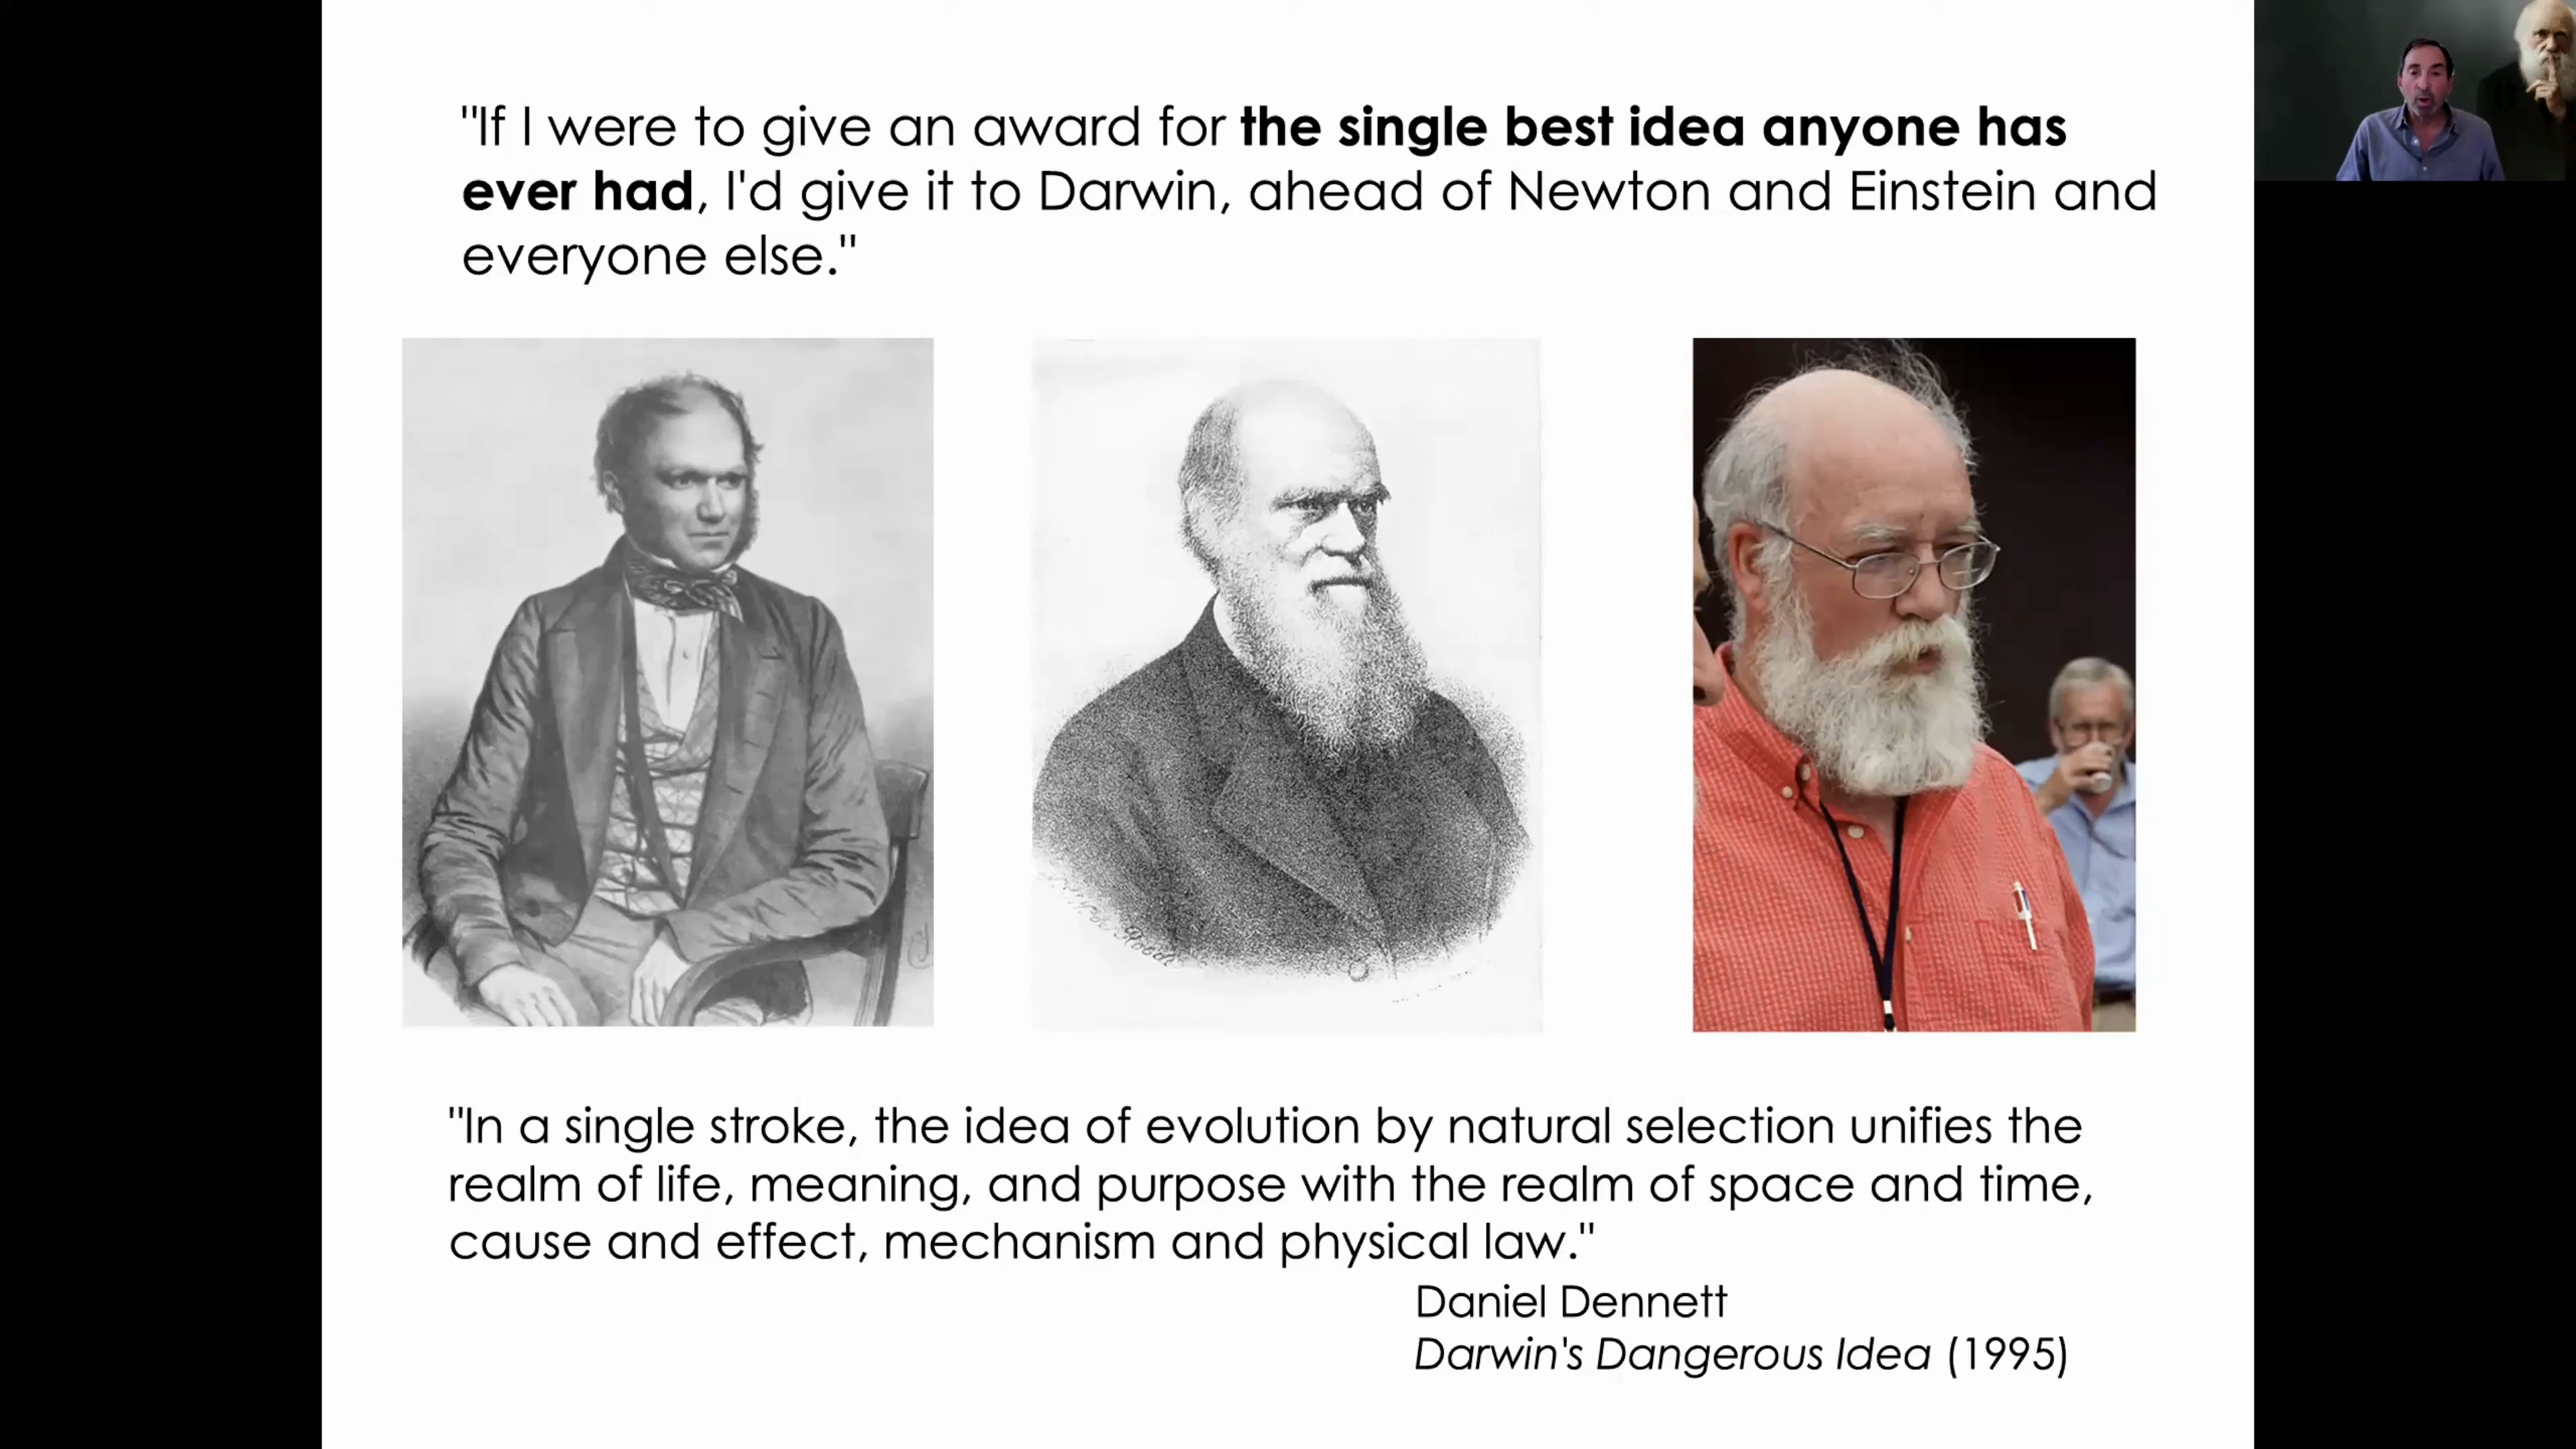 "If I were to give an award for the single best idea anyone has
ever had, I'd give it to Darwin, ahead of Newton and Einstein and
everyone else."
"In a single stroke, the idea of evolution by natural selection unifies the
realm of life, meaning, and purpose with the realm of space and time,
cause and effect, mechanism and physical law."
Daniel Dennett
Darwin's Dangerous Idea (1995)